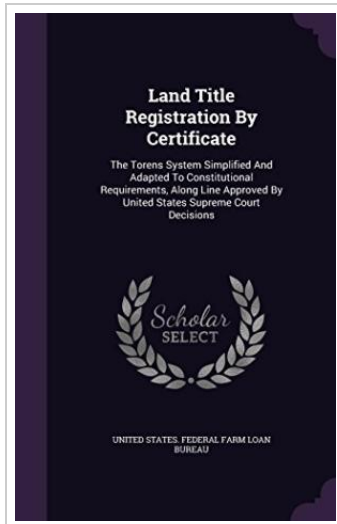 Land Title
Registration By
Certificate
The Torens System Simplified And
Adapted To Constitutional
Requirements, Along Line Approved By
United States Supreme Court
Decisions
Scholar
SELECT
UNITED STATES. FEDERAL FARM LOAN
BUREAU